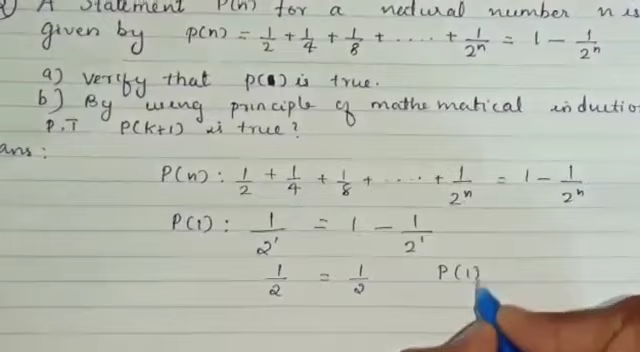 A Statement P(n) for a natural number n is
given by P(n) = 1/2 + 1/4 + 1/8 + .... + 1/2ⁿ = 1 - 1/2ⁿ
a) Verify that P(1) is true.
b) By using principle of mathematical induction
P.T P(k+1) is true?
ans:
P(n): 1/2 + 1/4 + 1/8 + ..... + 1/2ⁿ = 1 - 1/2ⁿ
P(1): 1/2¹ = 1 - 1/2¹
1/2 = 1/2 P(1)